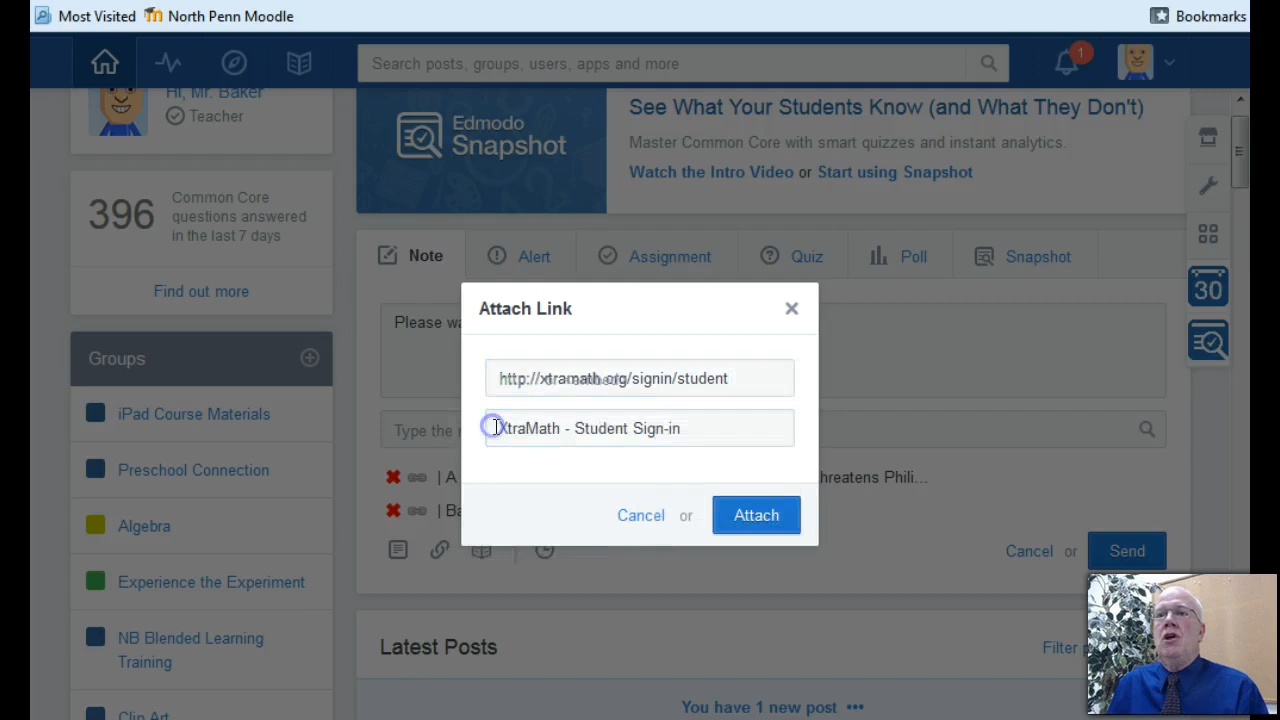 Most Visited North Penn Moodle Bookmarks
Search posts, groups, users, apps and more 1
Hi, Mr. Baker
Teacher
396
Common Core
questions answered
in the last 7 days
Find out more
Groups
iPad Course Materials
Preschool Connection
Algebra
Experience the Experiment
NB Blended Learning
Training
Clip Art
Edmodo
Snapshot
See What Your Students Know (and What They Don't)
Master Common Core with smart quizzes and instant analytics.
Watch the Intro Video or Start using Snapshot
Note Alert Assignment Quiz Poll Snapshot
Please
Type the
Attach Link
http://xtramath.org/signin/student
XtraMath - Student Sign-in
Cancel or Attach
| A hreatens Phili...
| Ba
Cancel or Send
Latest Posts Filter
You have 1 new post •••
30